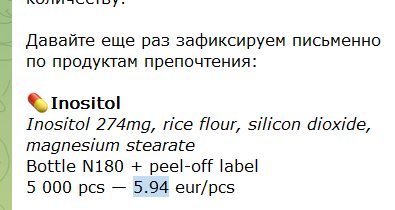 количеству.
Давайте еще раз зафиксируем письменно
по продуктам препочтения:
Inositol
Inositol 274mg, rice flour, silicon dioxide,
magnesium stearate
Bottle N180 + peel-off label
5 000 pcs — 5.94 eur/pcs